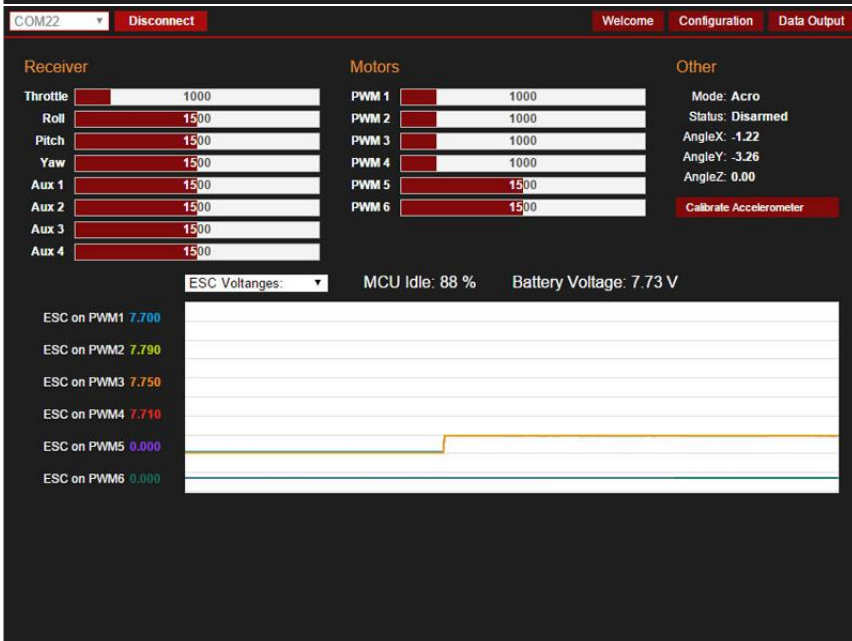 COM22 Disconnect Welcome Configuration Data Output
Receiver
Throttle 1000
Roll 1500
Pitch 1500
Yaw 1500
Aux 1 1500
Aux 2 1500
Aux 3 1500
Aux 4 1500
Motors
PWM 1 1000
PWM 2 1000
PWM 3 1000
PWM 4 1000
PWM 5 1500
PWM 6 1500
Other
Mode: Acro
Status: Disarmed
AngleX: -1.22
AngleY: -3.26
AngleZ: 0.00
Calibrate Accelerometer
ESC Voltanges: MCU Idle: 88 % Battery Voltage: 7.73 V
ESC on PWM1 7.700
ESC on PWM2 7.790
ESC on PWM3 7.750
ESC on PWM4 7.710
ESC on PWM5 0.000
ESC on PWM6 0.000